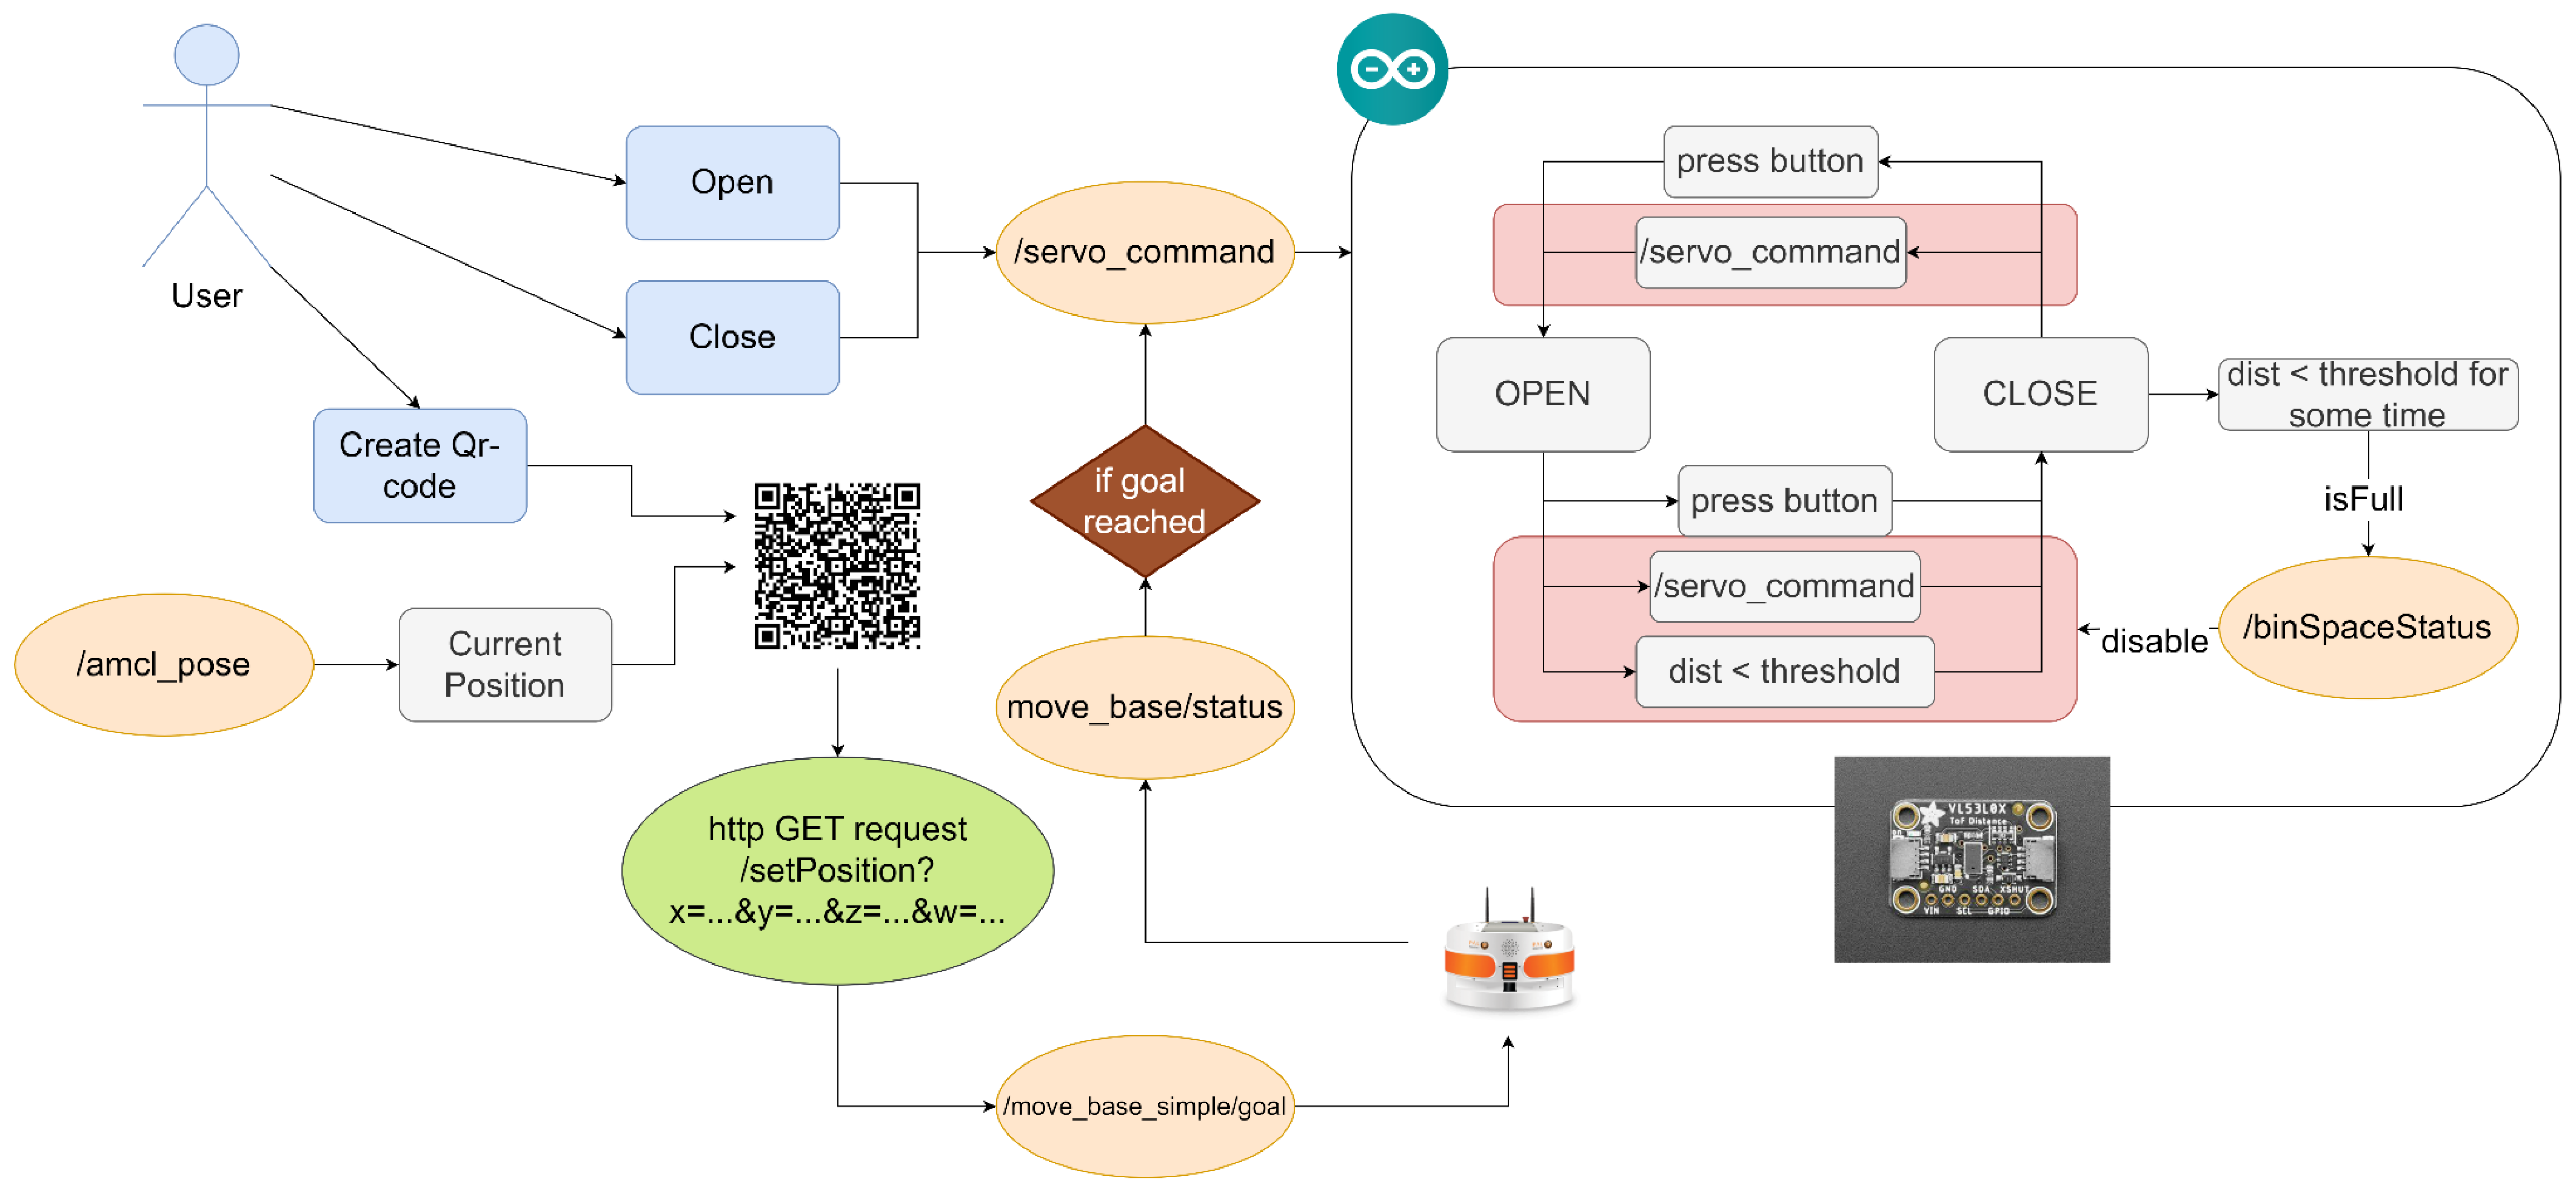 User
Open
Close
Create Qr-
code
/amcl_pose
Current
Position
http GET request
/setPosition?
x=...&y=...&z=...&w=...
/servo_command
if goal
reached
move_base/status
/move_base_simple/goal
press button
/servo_command
OPEN
CLOSE
dist < threshold for
some time
press button
isFull
/servo_command
dist < threshold
disable
/binSpaceStatus
VL53L0X
ToF Distance
GND SDA XSHUT
VIN SCL GPIO